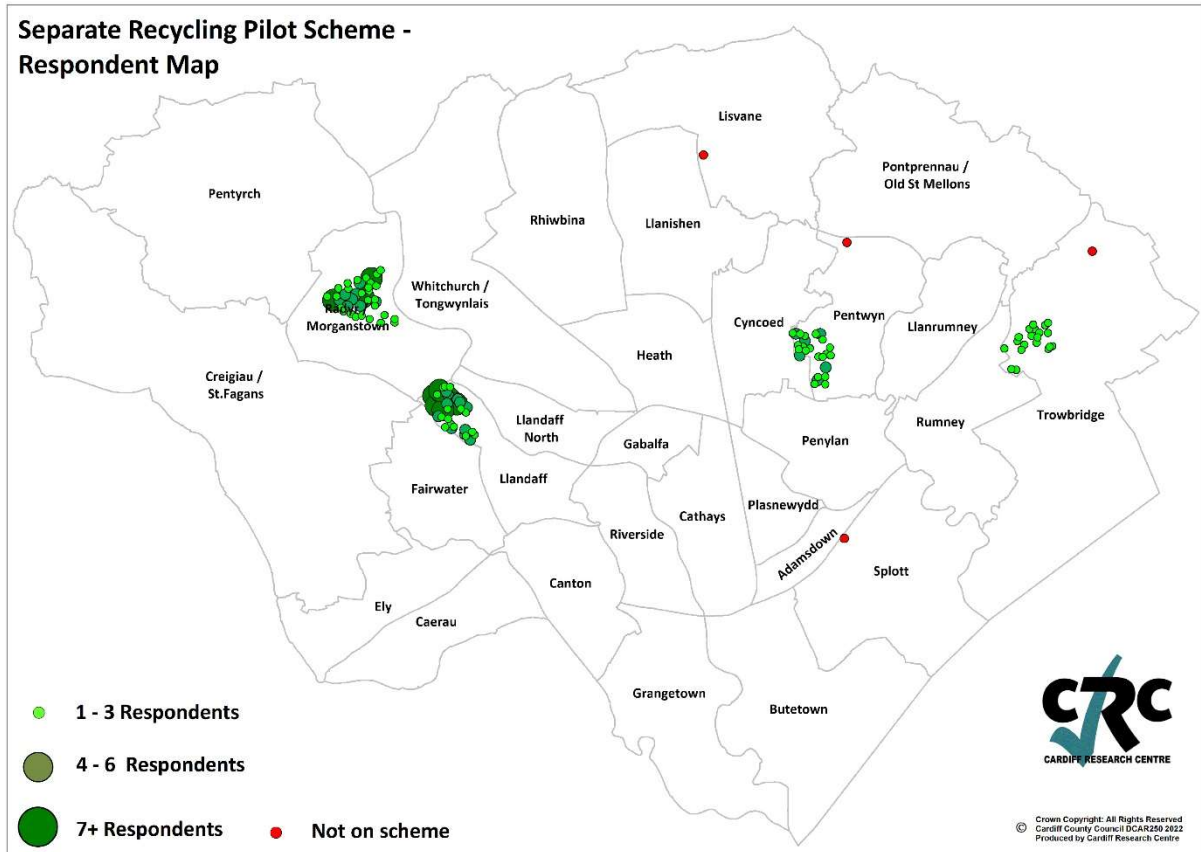 Separate Recycling Pilot Scheme -
Respondent Map
Lisvane
Pontprennau /
Old St Mellons
Pentyrch
Rhiwbina
Llanishen
Whitchurch /
Tongwynlais
Radyr /
Morganstown
Cyncoed
Pentwyn
Llanrumney
Heath
Creigiau /
St.Fagans
Trowbridge
Llandaff
North
Gabalfa
Penylan
Rumney
Fairwater
Llandaff
Plasnewydd
Cathays
Riverside
Adamsdown
Splott
Canton
Ely
Caerau
Grangetown
Butetown
1 - 3 Respondents
4 - 6 Respondents
7+ Respondents
Not on scheme
CRC
CARDIFF RESEARCH CENTRE
© Crown Copyright: All Rights Reserved
Cardiff County Council DCAR250 2022
Produced by Cardiff Research Centre